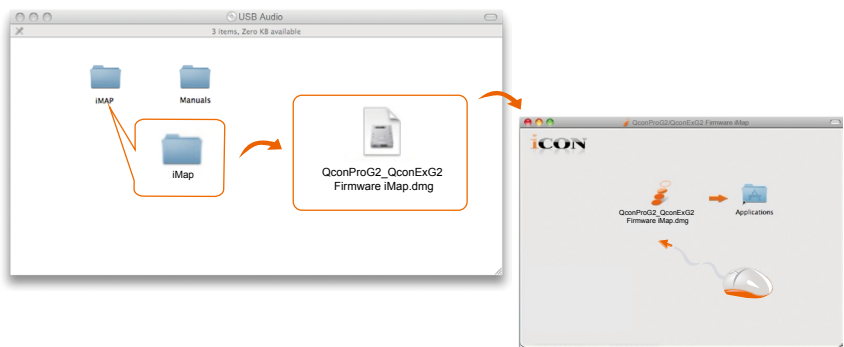 USB Audio
3 items, Zero KB available
iMAP
Manuals
iMap
QconProG2_QconExG2
Firmware iMap.dmg
QconProG2/QconExG2 Firmware iMap
iCON
QconProG2_QconExG2
Firmware iMap.dmg
Applications